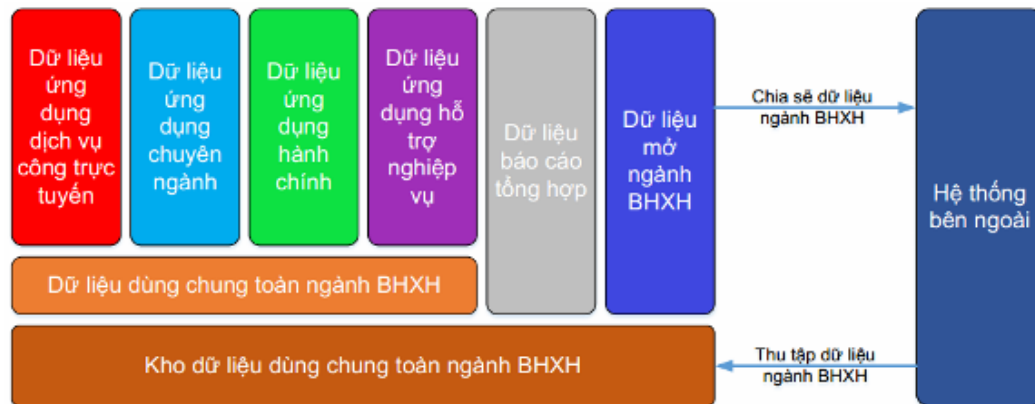 Dữ liệu
ứng
dụng
dịch vụ
công trực
tuyến
Dữ liệu
ứng
dụng
chuyên
ngành
Dữ liệu
ứng
dụng
hành
chính
Dữ liệu
ứng
dụng hỗ
trợ
nghiệp
vụ
Dữ liệu
báo cáo
tổng hợp
Dữ liệu
mở
ngành
BHXH
Chia sẽ dữ liệu
ngành BHXH
Hệ thống
bên ngoài
Dữ liệu dùng chung toàn ngành BHXH
Kho dữ liệu dùng chung toàn ngành BHXH
Thu tập dữ liệu
ngành BHXH